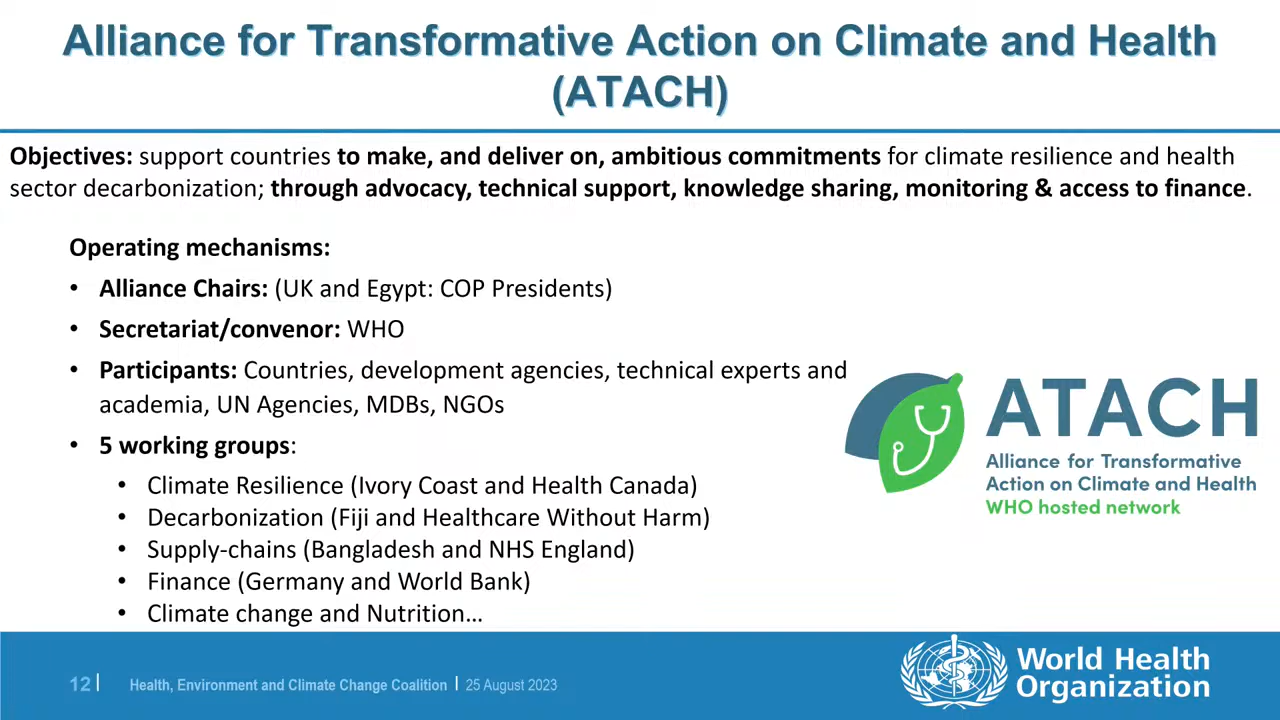 Alliance for Transformative Action on Climate and Health
(ATACH)
Objectives: support countries to make, and deliver on, ambitious commitments for climate resilience and health
sector decarbonization; through advocacy, technical support, knowledge sharing, monitoring & access to finance.
Operating mechanisms:
• Alliance Chairs: (UK and Egypt: COP Presidents)
• Secretariat/convenor: WHO
• Participants: Countries, development agencies, technical experts and
academia, UN Agencies, MDBs, NGOs
• 5 working groups:
• Climate Resilience (Ivory Coast and Health Canada)
• Decarbonization (Fiji and Healthcare Without Harm)
• Supply-chains (Bangladesh and NHS England)
• Finance (Germany and World Bank)
• Climate change and Nutrition…
ATACH
Alliance for Transformative
Action on Climate and Health
WHO hosted network
12 | Health, Environment and Climate Change Coalition | 25 August 2023
World Health
Organization